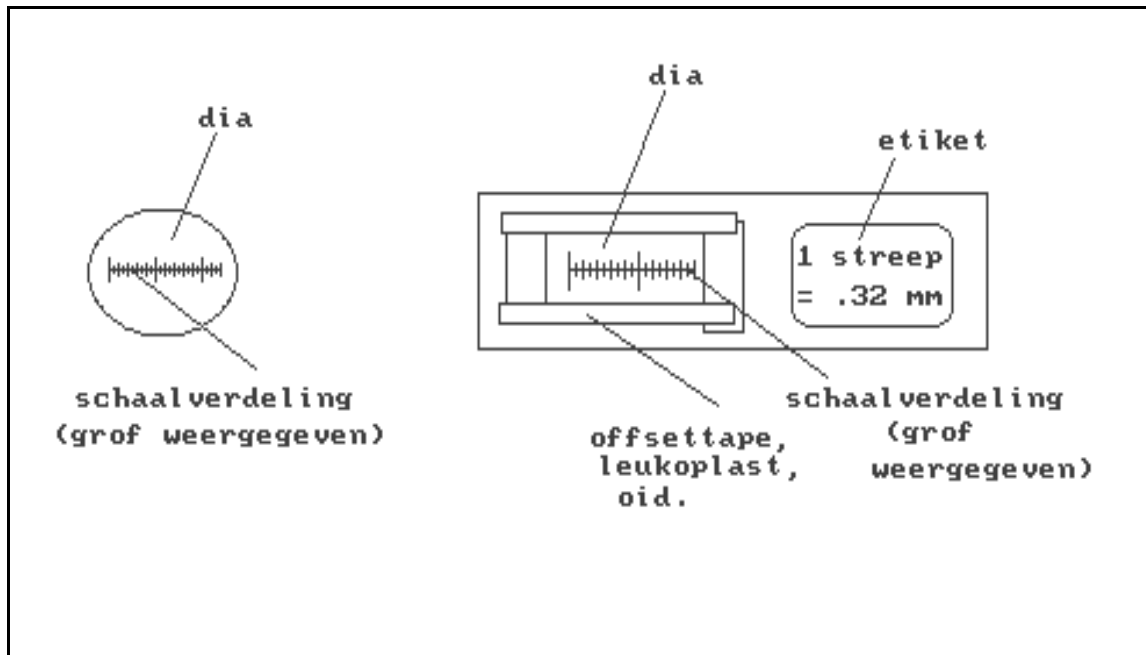 dia
schaalverdeling
(grof weergegeven)
dia
etiket
1 streep
= .32 mm
offsettape,
leukoplast,
oid.
schaalverdeling
(grof
weergegeven)